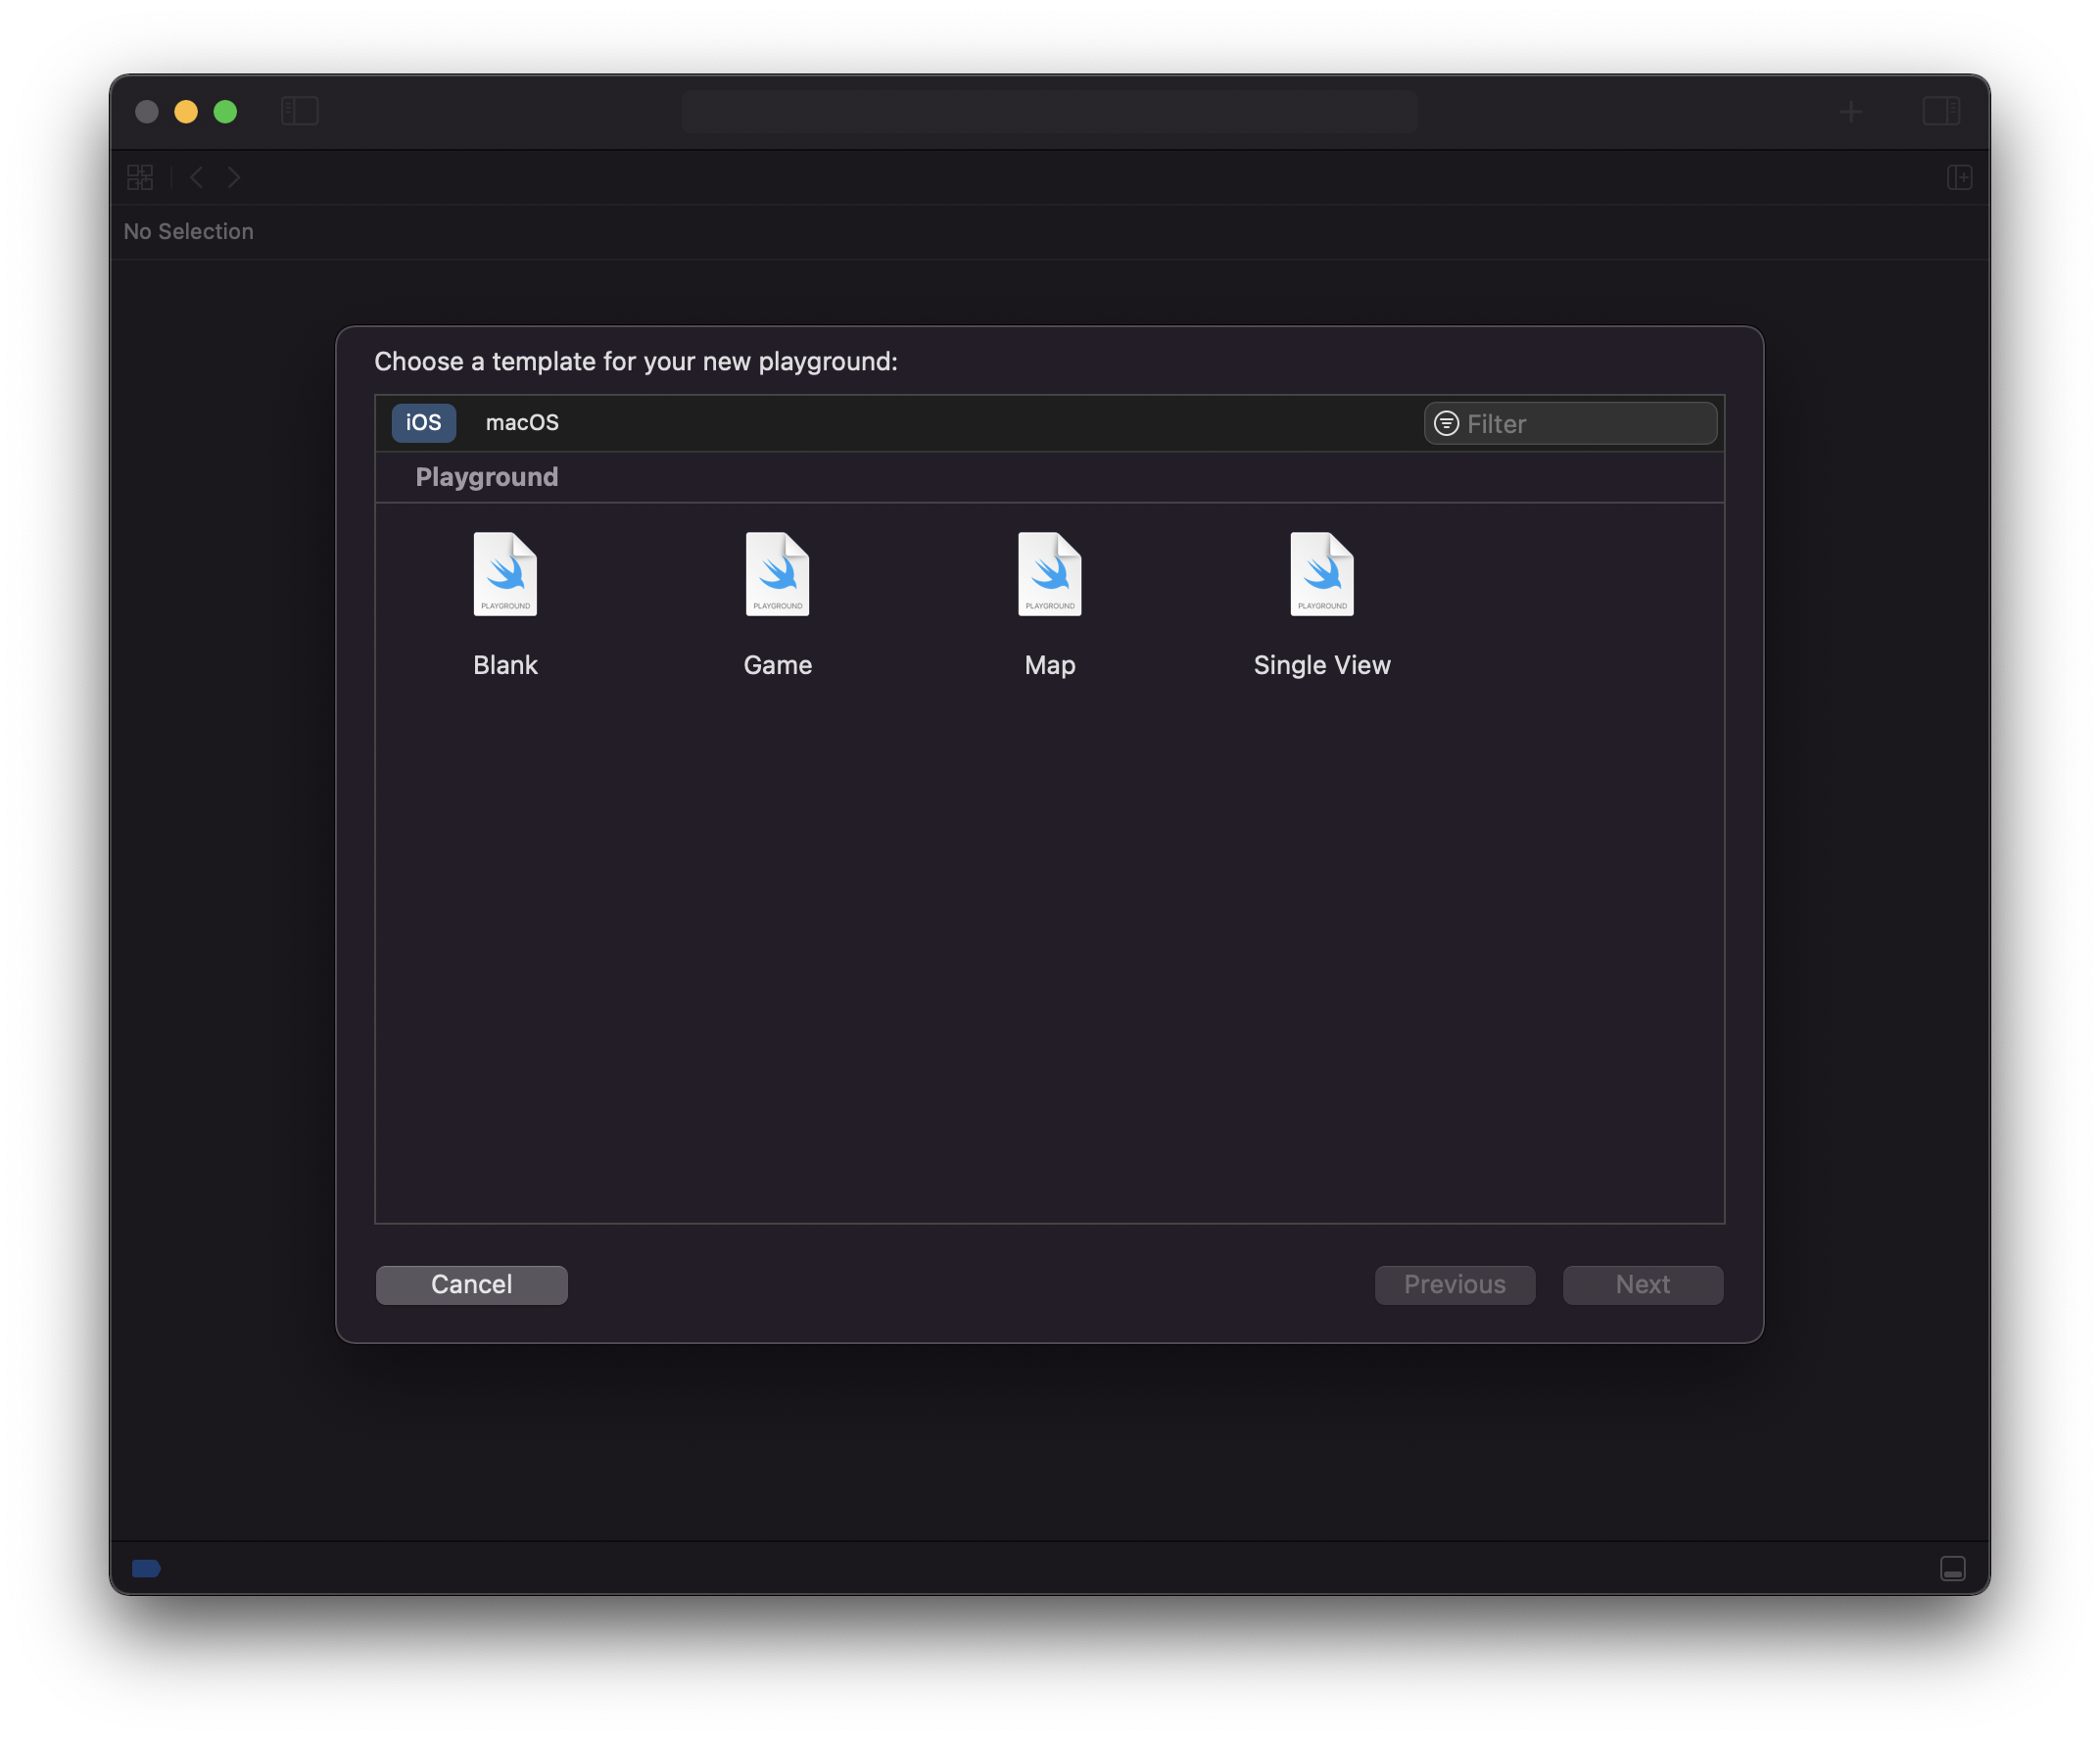 No Selection
Choose a template for your new playground:
iOS macOS Filter
Playground
PLAYGROUND PLAYGROUND PLAYGROUND PLAYGROUND
Blank Game Map Single View
Cancel Previous Next